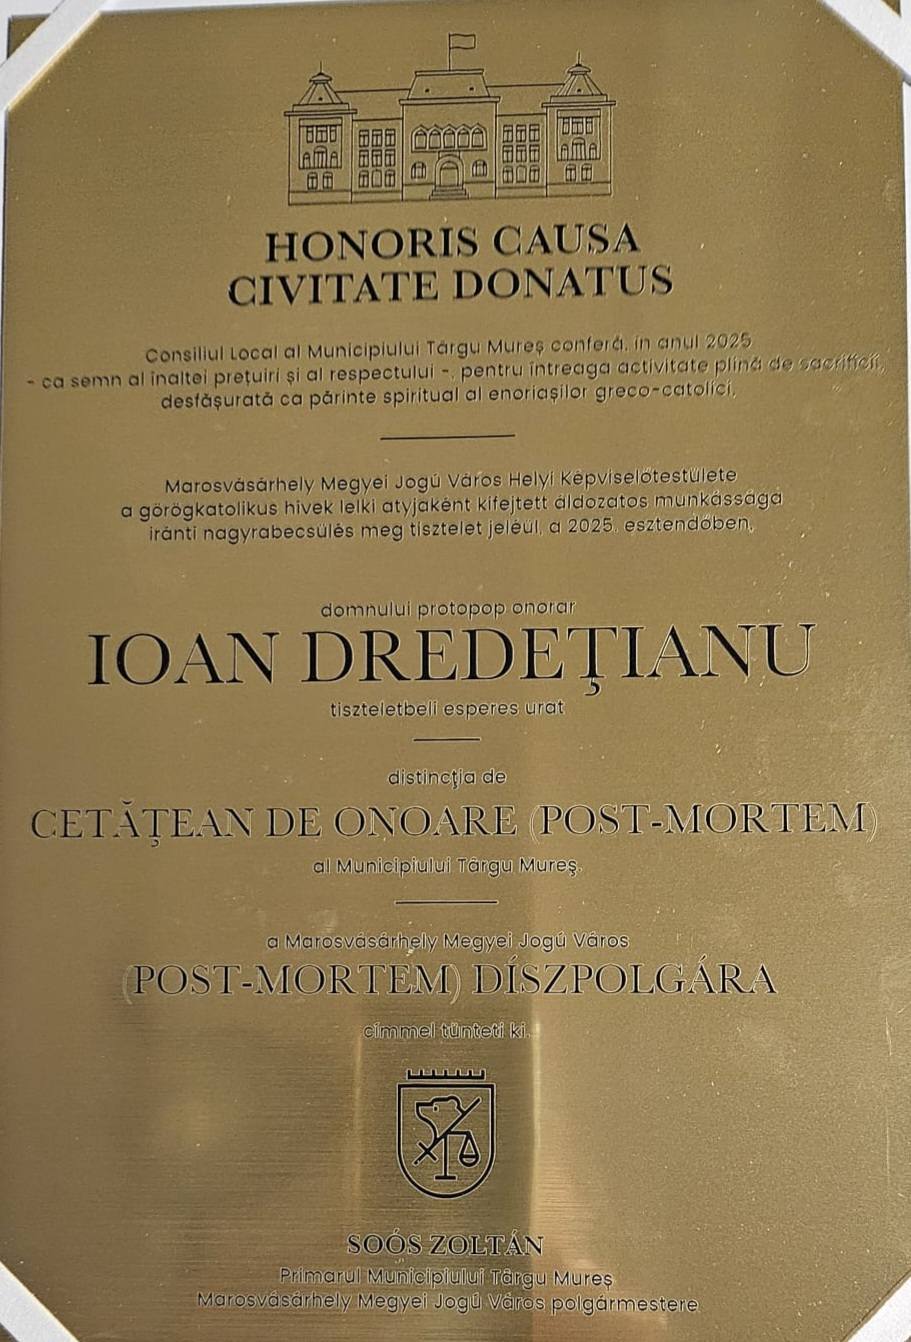 HONORIS CAUSA
CIVITATE DONATUS
Consiliul Local al Municipiului Târgu Mureș conferă, în anul 2025
- ca semn al înaltei prețuiri și al respectului -, pentru întreaga activitate plină de sacrificii,
desfășurată ca părinte spiritual al enoriașilor greco-catolici,
Marosvásárhely Megyei Jogú Város Helyi Képviselőtestülete
a görögkatolikus hívek lelki atyjaként kifejtett áldozatos munkássága
iránti nagyrabecsülés meg tisztelet jeléül, a 2025. esztendőben,
domnului protopop onorar
IOAN DREDEŢIANU
tiszteletbeli esperes urat
distincţia de
CETĂŢEAN DE ONOARE (POST-MORTEM)
al Municipiului Târgu Mureş.
a Marosvásárhely Megyei Jogú Város
(POST-MORTEM) DÍSZPOLGÁRA
címmel tünteti ki.
SOÓS ZOLTÁN
Primarul Municipiului Târgu Mureș
Marosvásárhely Megyei Jogú Város polgármestere